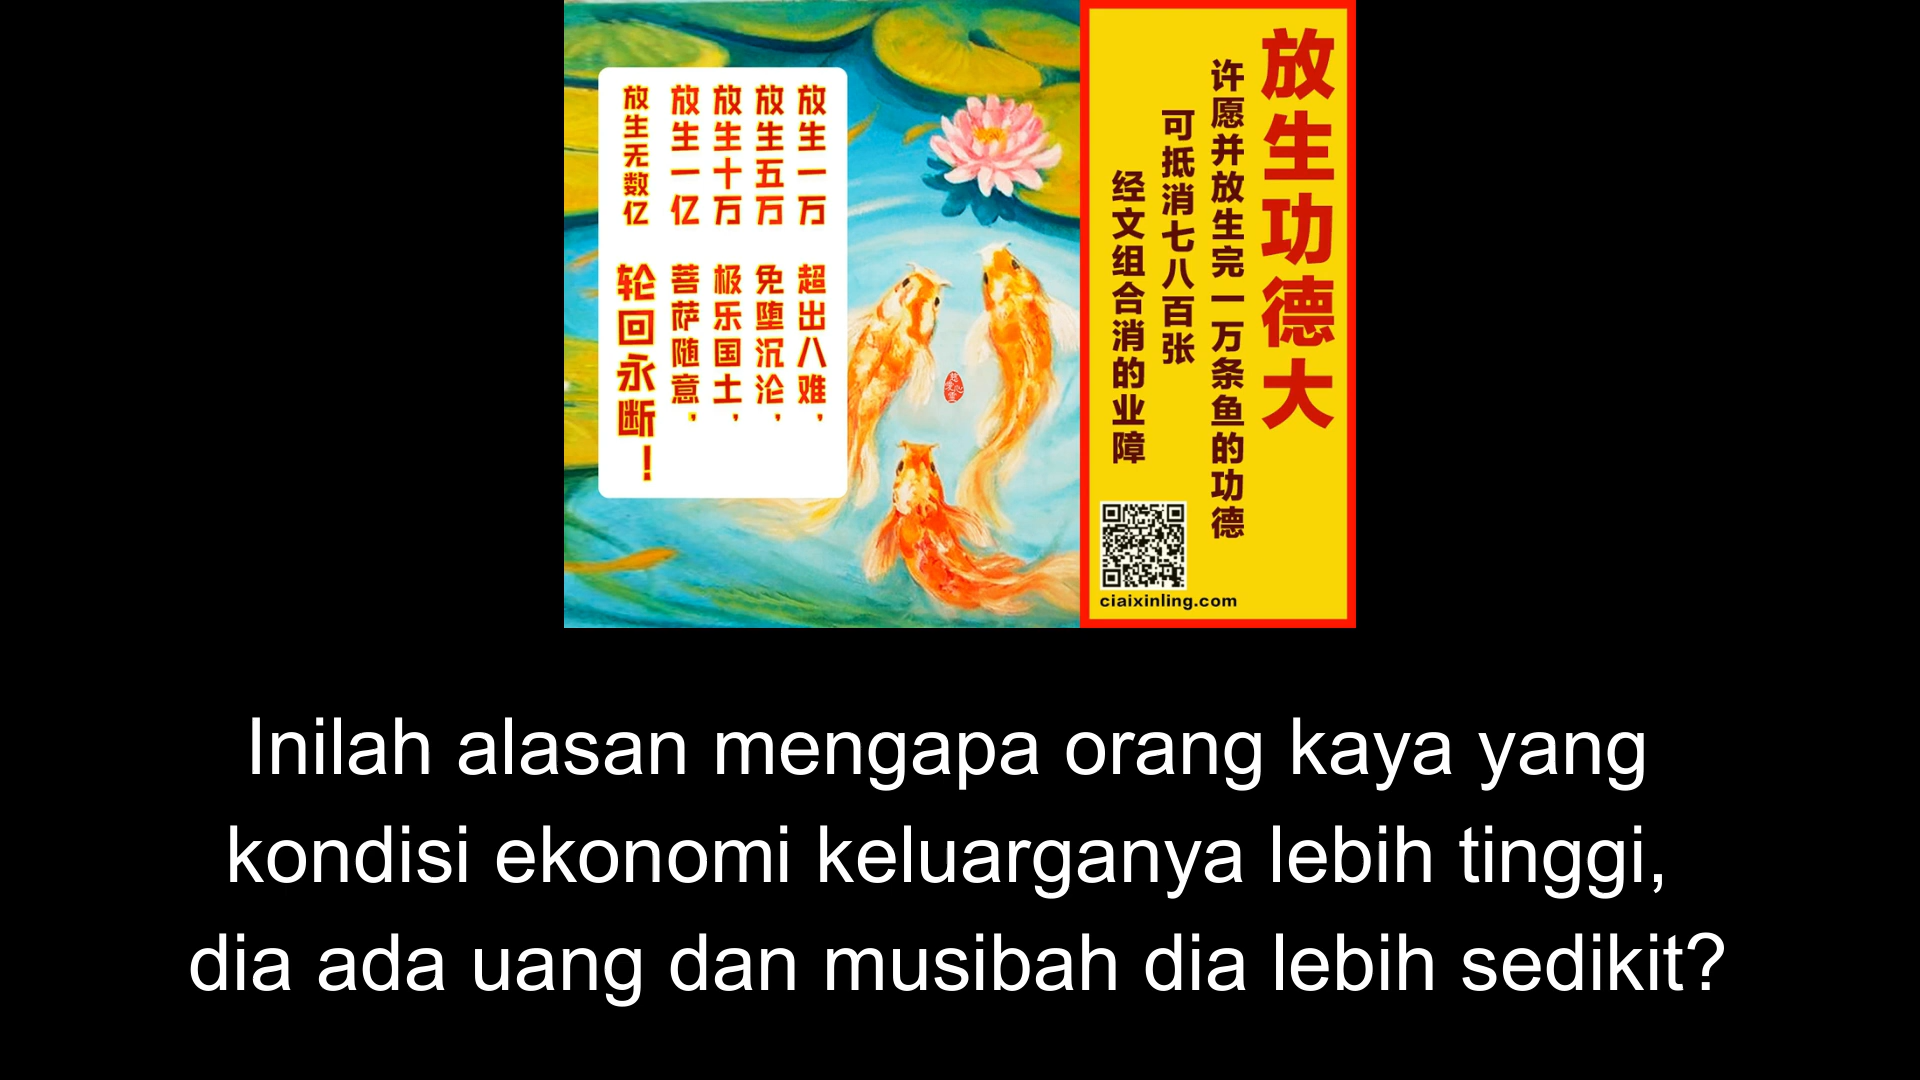 放生功德大
许愿并放生完一万条鱼的功德
可抵消七八百张
经文组合消的业障
ciaixinling.com
放生一万 超出八难，
放生五万 免堕沉沦，
放生十万 极乐国土，
放生一亿 菩萨随意，
放生无数亿 轮回永断！
Inilah alasan mengapa orang kaya yang
kondisi ekonomi keluarganya lebih tinggi,
dia ada uang dan musibah dia lebih sedikit?